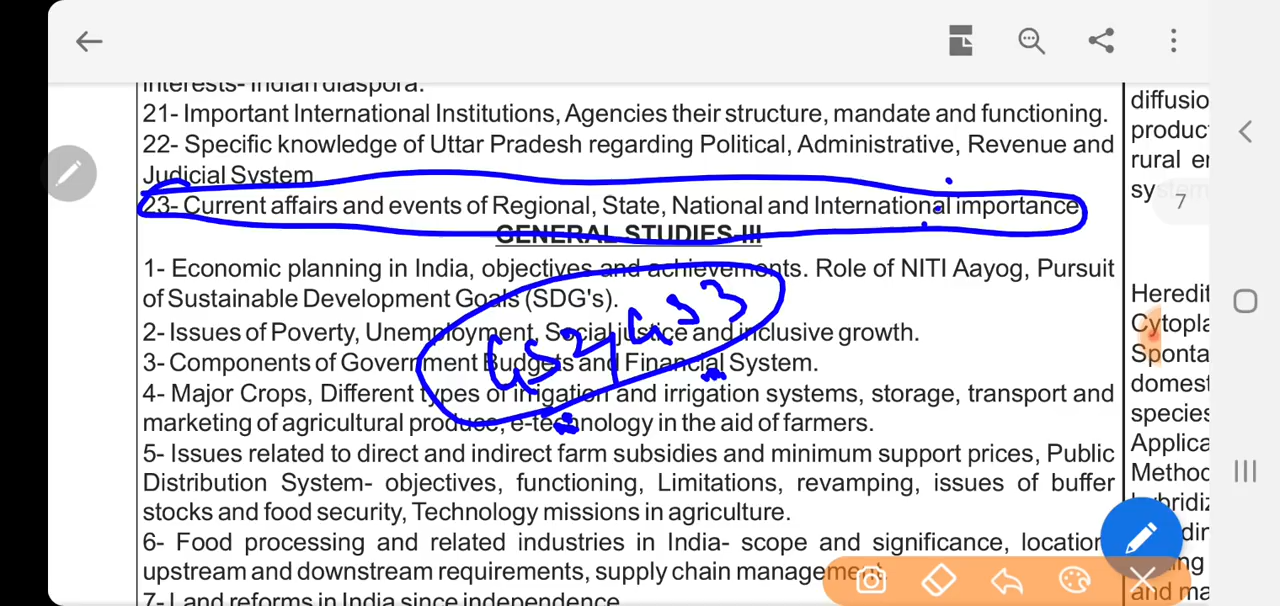 interests- Indian diaspora.
21- Important International Institutions, Agencies their structure, mandate and functioning.
22- Specific knowledge of Uttar Pradesh regarding Political, Administrative, Revenue and
Judicial System
23- Current affairs and events of Regional, State, National and International importance
GENERAL STUDIES-III
1- Economic planning in India, objectives and achievements. Role of NITI Aayog, Pursuit
of Sustainable Development Goals (SDG's).
2- Issues of Poverty, Unemployment, Social justice and inclusive growth.
3- Components of Government Budgets and Financial System.
4- Major Crops, Different types of irrigation and irrigation systems, storage, transport and
marketing of agricultural produce, e-technology in the aid of farmers.
5- Issues related to direct and indirect farm subsidies and minimum support prices, Public
Distribution System- objectives, functioning, Limitations, revamping, issues of buffer
stocks and food security, Technology missions in agriculture.
6- Food processing and related industries in India- scope and significance, location
upstream and downstream requirements, supply chain management
7- Land reforms in India since independence
diffusio
produc
rural e
sy
7
Heredit
Cytopla
Sponta
domest
species
Applica
Method
and ma